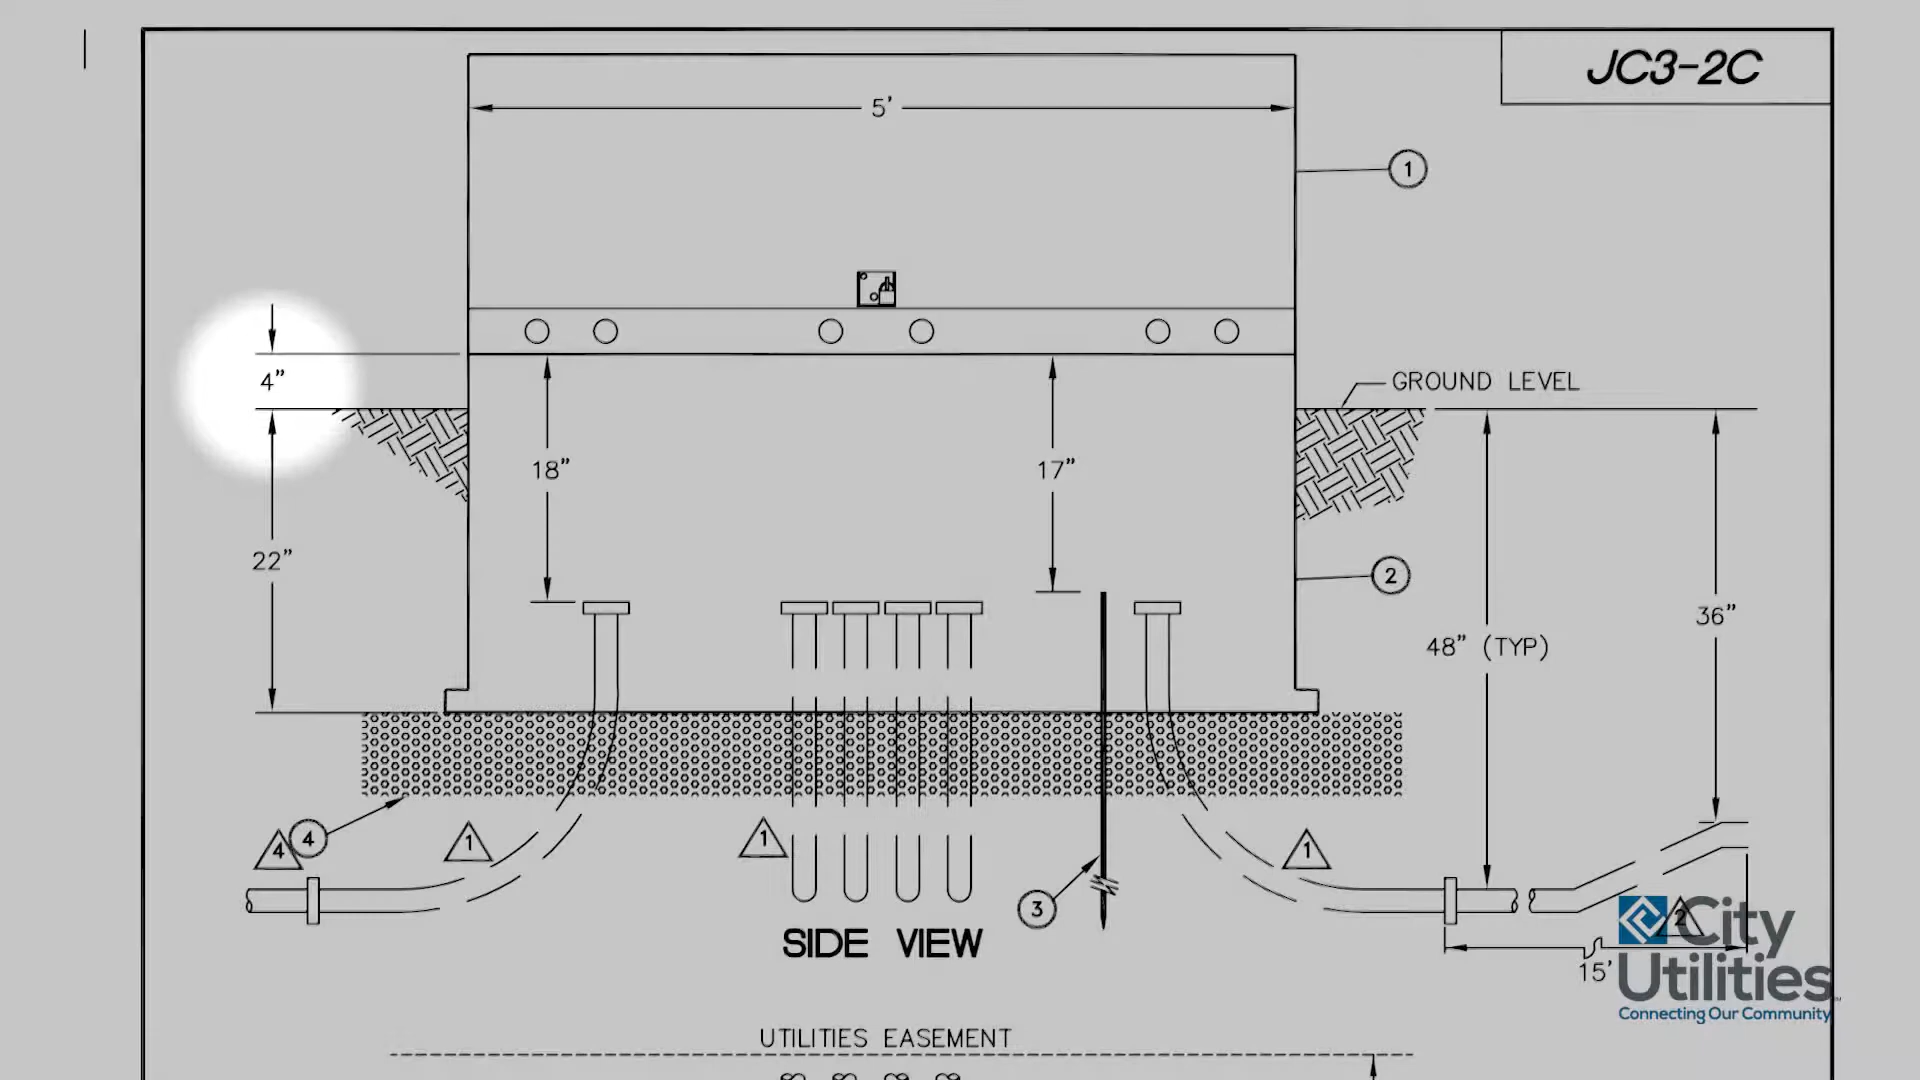 JC3-2C
5'
1
4"
GROUND LEVEL
18"
17"
22"
2
36"
48" (TYP)
4
4
1
1
1
3
2
SIDE VIEW
15'
City
Utilities
Connecting Our Community
UTILITIES EASEMENT